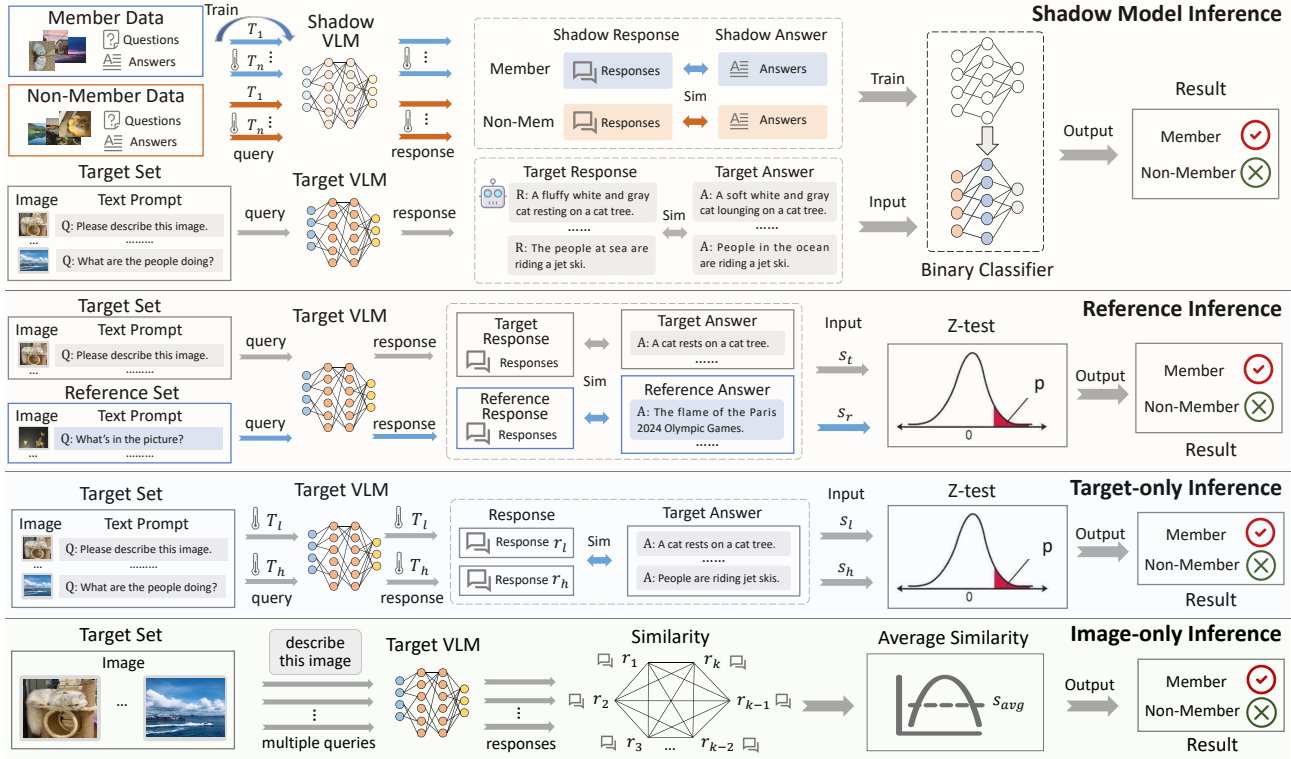 Shadow Model Inference
Member Data
Questions
Answers
Non-Member Data
Questions
Answers
Train
T1
Tn
⋮
T1
Tn
⋮
query
Shadow
VLM
⋮
⋮
response
Shadow Response
Shadow Answer
Member
Responses
Answers
Sim
Non-Mem
Responses
Answers
Train
Target Set
Image
Text Prompt
Q: Please describe this image.
...
.........
Q: What are the people doing?
query
Target VLM
response
Target Response
Target Answer
R: A fluffy white and gray
cat resting on a cat tree.
A: A soft white and gray
cat lounging on a cat tree.
......
Sim
......
R: The people at sea are
riding a jet ski.
A: People in the ocean
are riding a jet ski.
Input
Binary Classifier
Output
Result
Member
Non-Member
Reference Inference
Target Set
Image
Text Prompt
Q: Please describe this image.
...
.........
Reference Set
Image
Text Prompt
Q: What's in the picture?
...
.........
query
query
Target VLM
response
response
Target
Response
Responses
Target Answer
A: A cat rests on a cat tree.
......
Sim
Reference
Response
Responses
Reference Answer
A: The flame of the Paris
2024 Olympic Games.
......
Input
st
sr
Z-test
p
0
Output
Member
Non-Member
Result
Target-only Inference
Target Set
Image
Text Prompt
Q: Please describe this image.
...
.........
Q: What are the people doing?
Tl
Th
query
Target VLM
Tl
Th
response
Response
Response rl
Response rh
Sim
Target Answer
A: A cat rests on a cat tree.
......
A: People are riding jet skis.
Input
sl
sh
Z-test
p
0
Output
Member
Non-Member
Result
Image-only Inference
Target Set
Image
...
describe
this image
⋮
multiple queries
Target VLM
⋮
responses
Similarity
r1
rk
r2
rk-1
r3
...
rk-2
Average Similarity
savg
Output
Member
Non-Member
Result